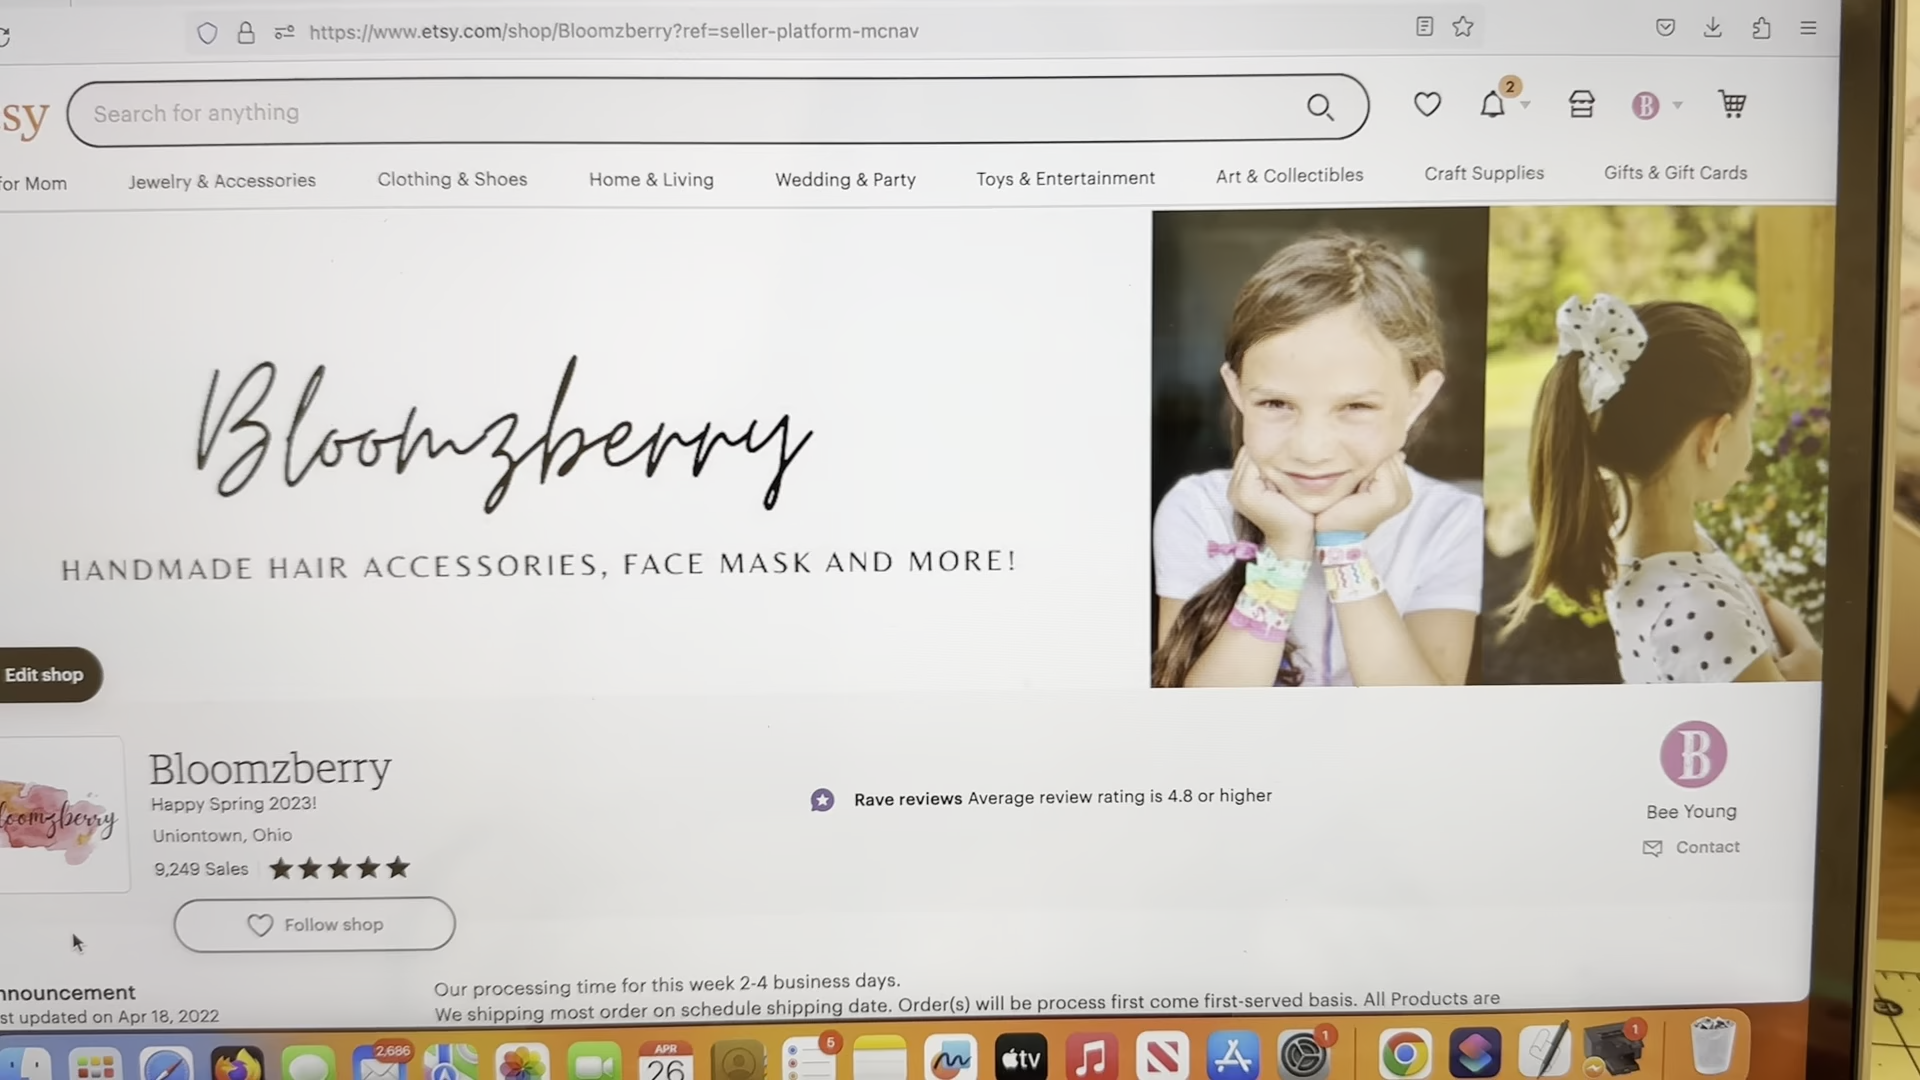 https://www.etsy.com/shop/Bloomzberry?ref=seller-platform-mcnav
sy
Search for anything
2
B
for Mom
Jewelry & Accessories
Clothing & Shoes
Home & Living
Wedding & Party
Toys & Entertainment
Art & Collectibles
Craft Supplies
Gifts & Gift Cards
Bloomzberry
HANDMADE HAIR ACCESSORIES, FACE MASK AND MORE!
Edit shop
loomzberry
Bloomzberry
Happy Spring 2023!
Uniontown, Ohio
9,249 Sales
Follow shop
Rave reviews Average review rating is 4.8 or higher
B
Bee Young
Contact
nnouncement
st updated on Apr 18, 2022
Our processing time for this week 2-4 business days.
We shipping most order on schedule shipping date. Order(s) will be process first come first-served basis. All Products are
2,686
APR
26
5
tv
1
1